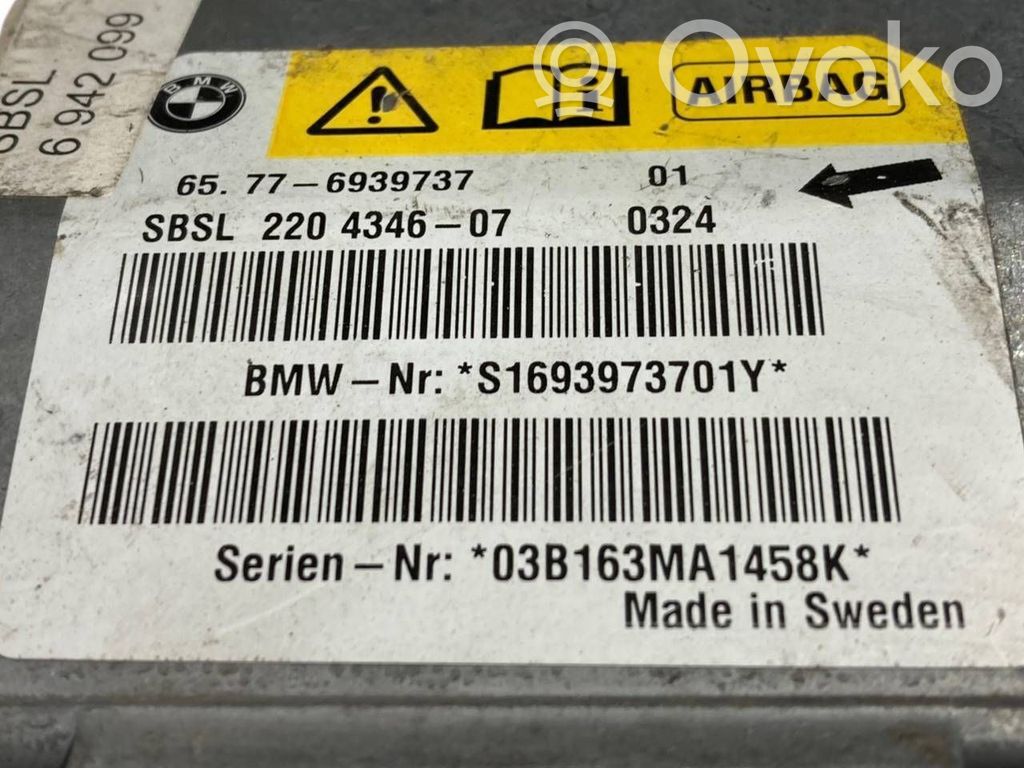 SBSL
6 942 099
BMW
AIRBAG
Ovoko
65. 77-6939737 01
SBSL 220 4346-07 0324
BMW-Nr: *S1693973701Y*
Serien-Nr: *03B163MA1458K*
Made in Sweden